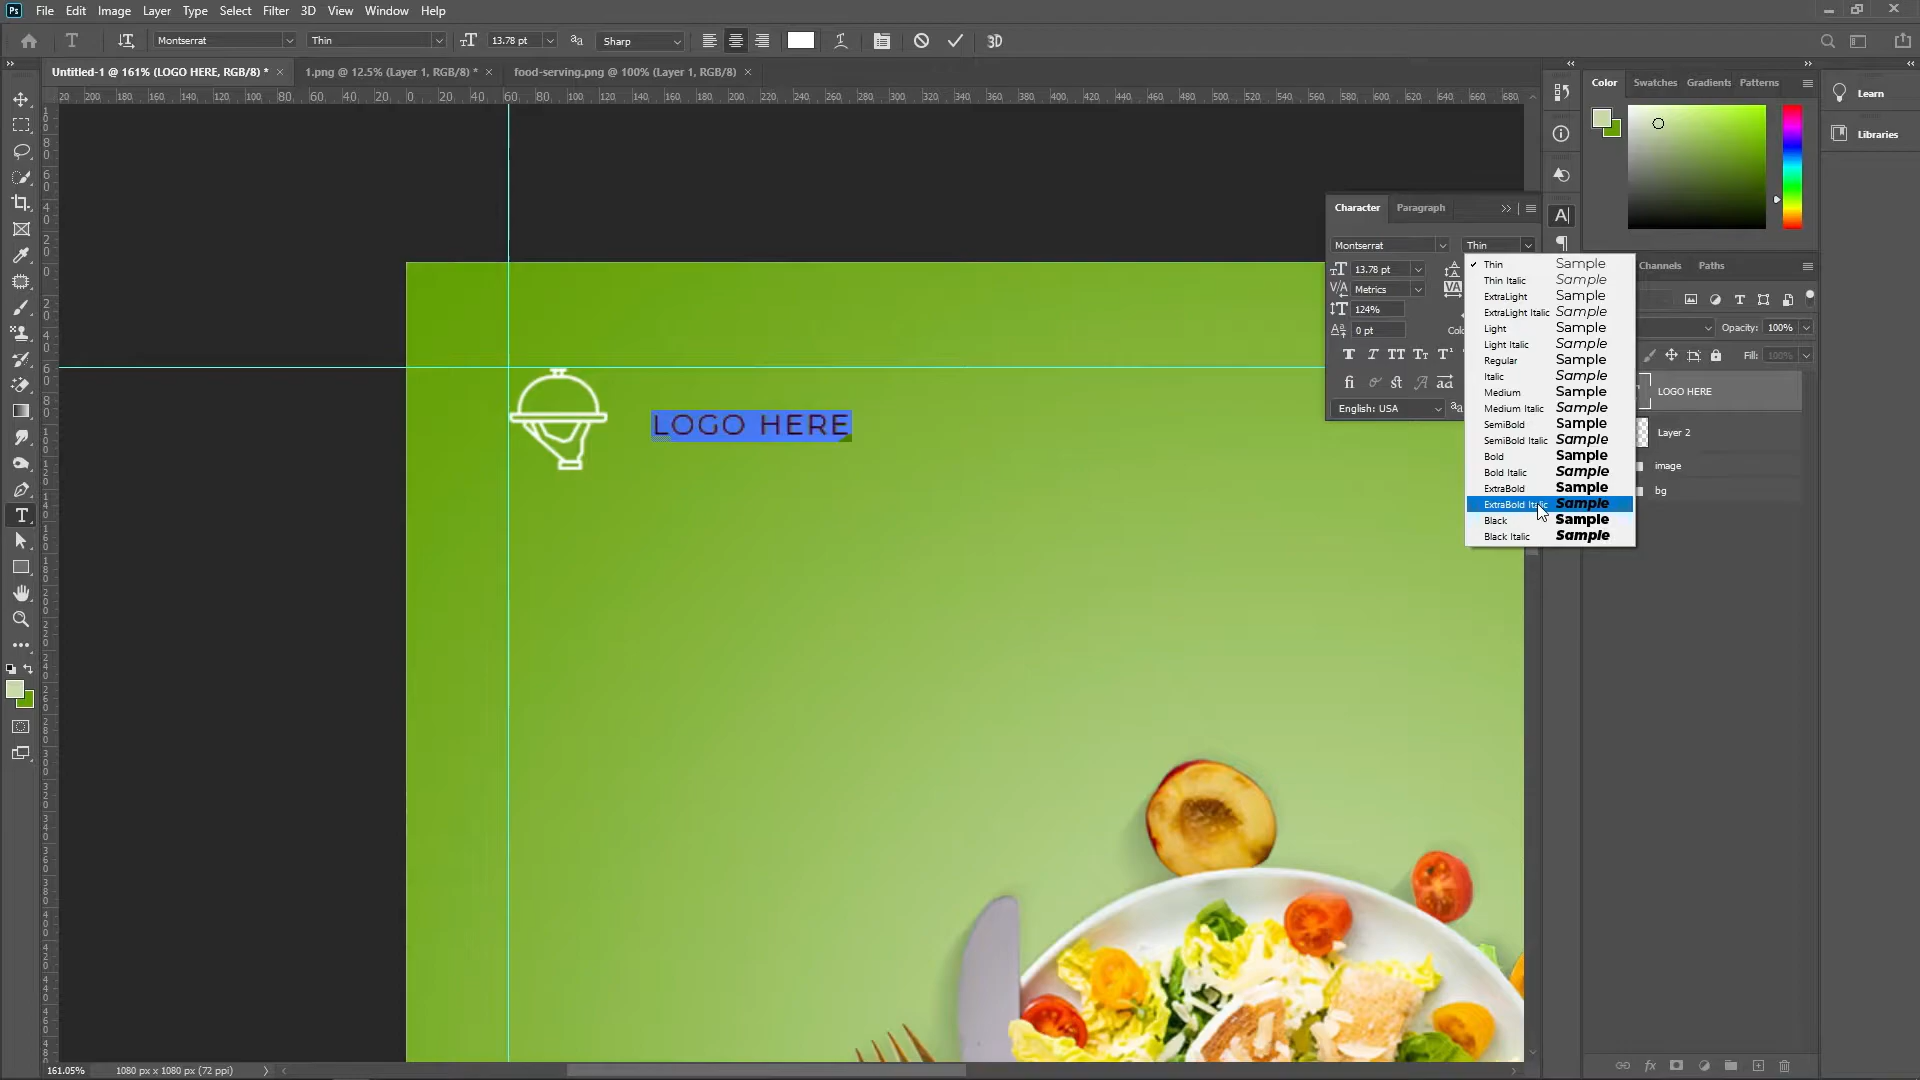 Ps File Edit Image Layer Type Select Filter 3D View Window Help
Montserrat Thin 13.78 pt Sharp 3D
Untitled-1 @ 161% (LOGO HERE, RGB/8) * × 1.png @ 12.5% (Layer 1, RGB/8) * × food-serving.png @ 100% (Layer 1, RGB/8) ×
Color Swatches Gradients Patterns
Learn
Libraries
Character Paragraph
Montserrat Thin
13.78 pt
Metrics
124%
0 pt
English: USA
Thin Sample
Thin Italic Sample
ExtraLight Sample
ExtraLight Italic Sample
Light Sample
Light Italic Sample
Regular Sample
Italic Sample
Medium Sample
Medium Italic Sample
SemiBold Sample
SemiBold Italic Sample
Bold Sample
Bold Italic Sample
ExtraBold Sample
ExtraBold Italic Sample
Black Sample
Black Italic Sample
Channels Paths
Opacity: 100%
Fill: 100%
LOGO HERE
Layer 2
image
bg
LOGO HERE
161.05% 1080 px x 1080 px (72 ppi)